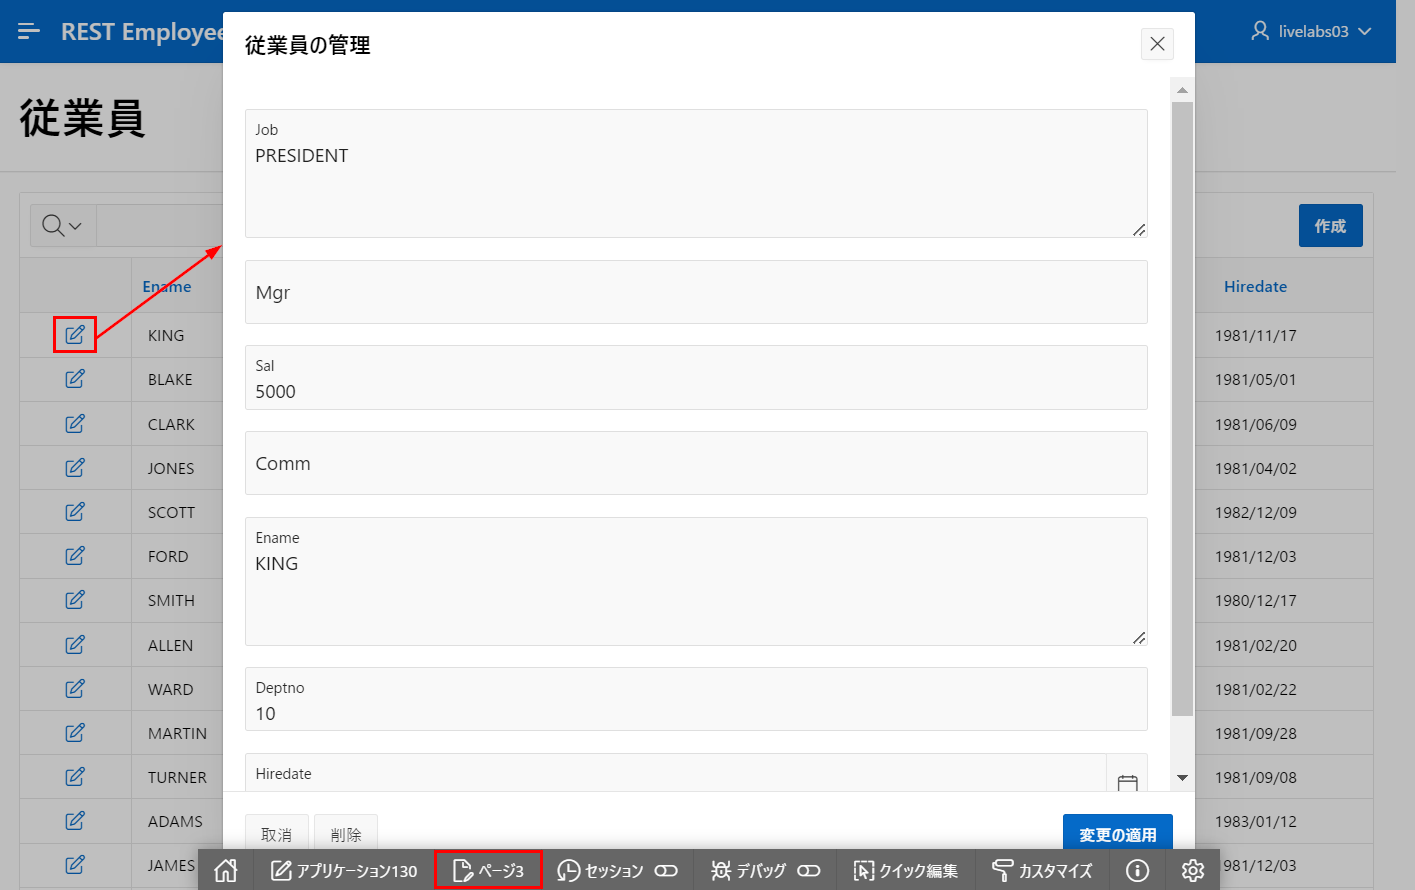 REST Employee
livelabs03
従業員
従業員の管理
作成
Job
PRESIDENT
Mgr
Sal
5000
Comm
Ename
KING
Deptno
10
Hiredate
取消
削除
変更の適用
Ename
Hiredate
KING
1981/11/17
BLAKE
1981/05/01
CLARK
1981/06/09
JONES
1981/04/02
SCOTT
1982/12/09
FORD
1981/12/03
SMITH
1980/12/17
ALLEN
1981/02/20
WARD
1981/02/22
MARTIN
1981/09/28
TURNER
1981/09/08
ADAMS
1983/01/12
JAMES
1981/12/03
アプリケーション130
ページ3
セッション
デバッグ
クイック編集
カスタマイズ